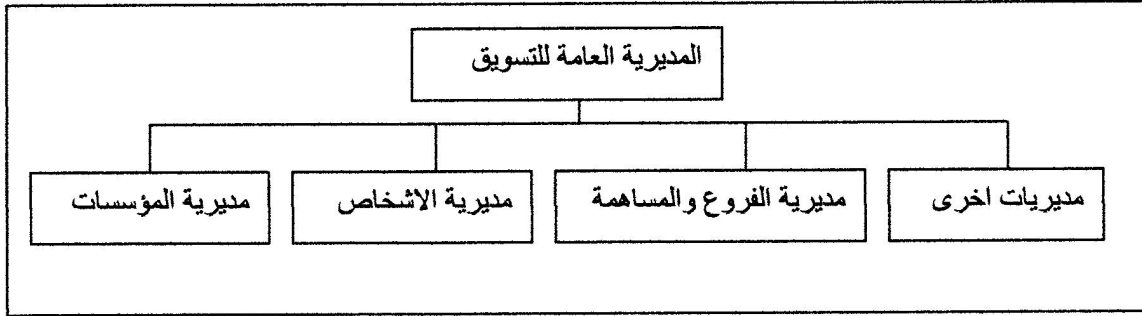 المديرية العامة للتسويق
مديريات اخرى
مديرية الفروع والمساهمة
مديرية الاشخاص
مديرية المؤسسات